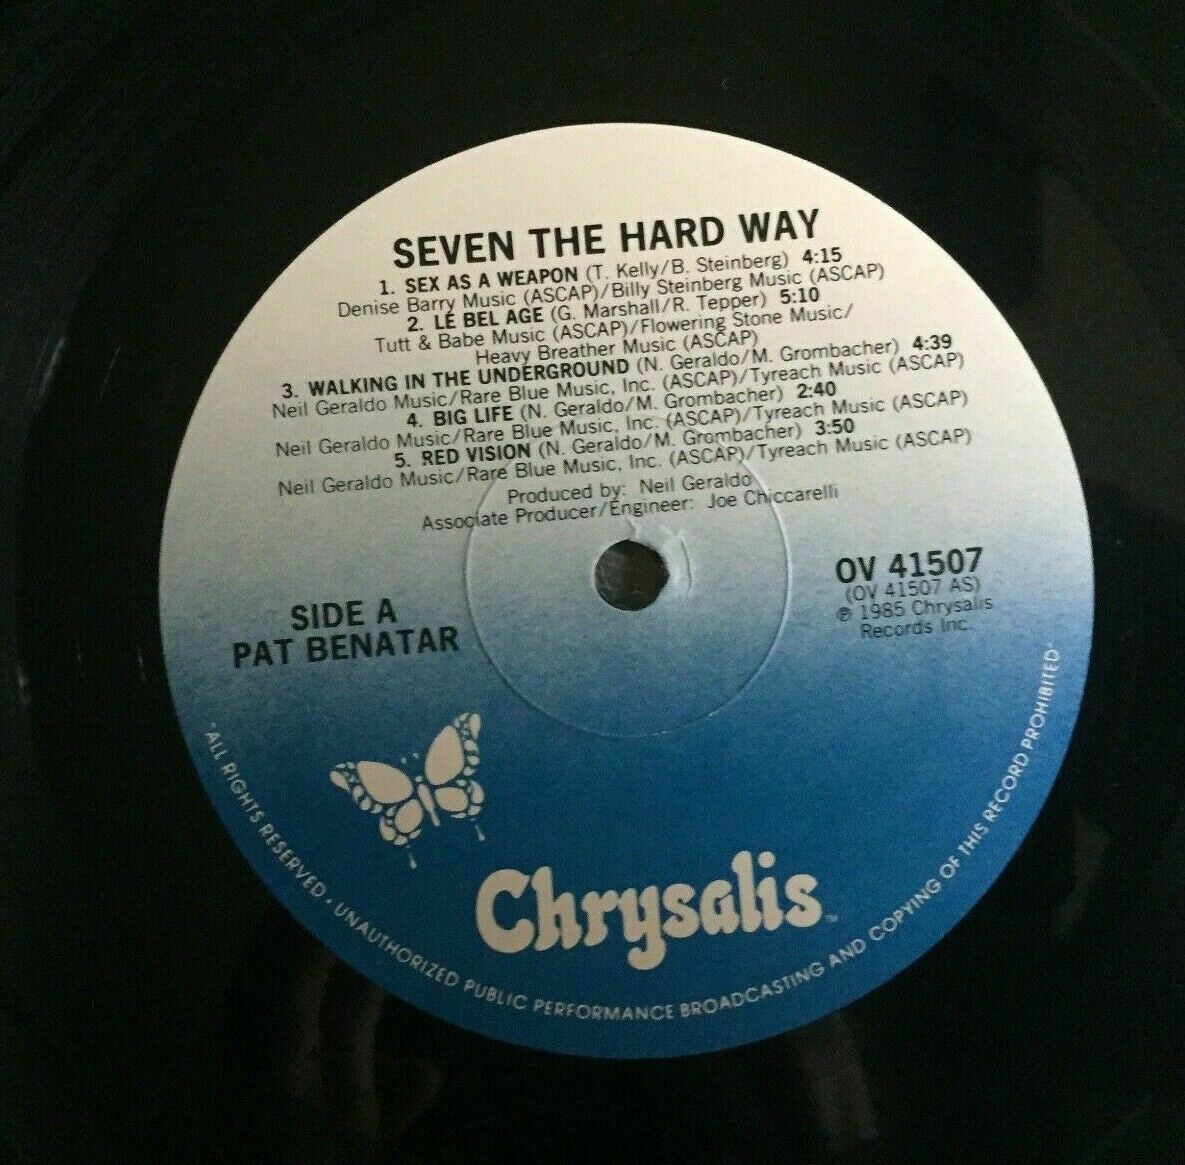 SEVEN THE HARD WAY
1. SEX AS A WEAPON (T. Kelly/B. Steinberg) 4:15
Denise Barry Music (ASCAP)/Billy Steinberg Music (ASCAP)
2. LE BEL AGE (G. Marshall/R. Tepper) 5:10
Tutt & Babe Music (ASCAP)/Flowering Stone Music/
Heavy Breather Music (ASCAP)
3. WALKING IN THE UNDERGROUND (N. Geraldo/M. Grombacher) 4:39
Neil Geraldo Music/Rare Blue Music, Inc. (ASCAP)/Tyreach Music (ASCAP)
4. BIG LIFE (N. Geraldo/M. Grombacher) 2:40
Neil Geraldo Music/Rare Blue Music, Inc. (ASCAP)/Tyreach Music (ASCAP)
5. RED VISION (N. Geraldo/M. Grombacher) 3:50
Neil Geraldo Music/Rare Blue Music, Inc. (ASCAP)/Tyreach Music (ASCAP)
Produced by: Neil Geraldo
Associate Producer/Engineer: Joe Chiccarelli
SIDE A
PAT BENATAR
OV 41507
(OV 41507 AS)
℗ 1985 Chrysalis
Records Inc.
Chrysalis™
"ALL RIGHTS RESERVED • UNAUTHORIZED PUBLIC PERFORMANCE BROADCASTING AND COPYING OF THIS RECORD PROHIBITED"